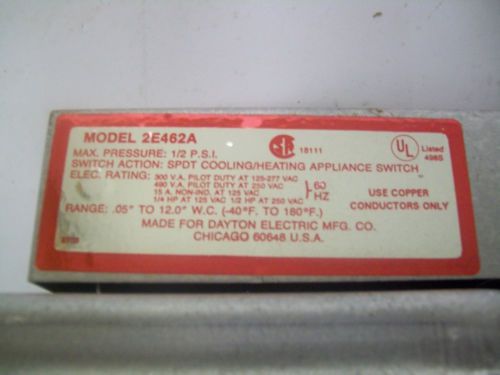 MODEL 2E462A
MAX. PRESSURE: 1/2 P.S.I.
SWITCH ACTION: SPDT COOLING/HEATING APPLIANCE SWITCH
ELEC. RATING: 300 V.A. PILOT DUTY AT 125-277 VAC
490 V.A. PILOT DUTY AT 250 VAC
15 A. NON-IND. AT 125 VAC
1/4 HP AT 125 VAC 1/2 HP AT 250 VAC
60
HZ
RANGE: .05" TO 12.0" W.C. (-40°F. TO 180°F.)
MADE FOR DAYTON ELECTRIC MFG. CO.
CHICAGO 60648 U.S.A.
18111
UL
Listed
498S
USE COPPER
CONDUCTORS ONLY